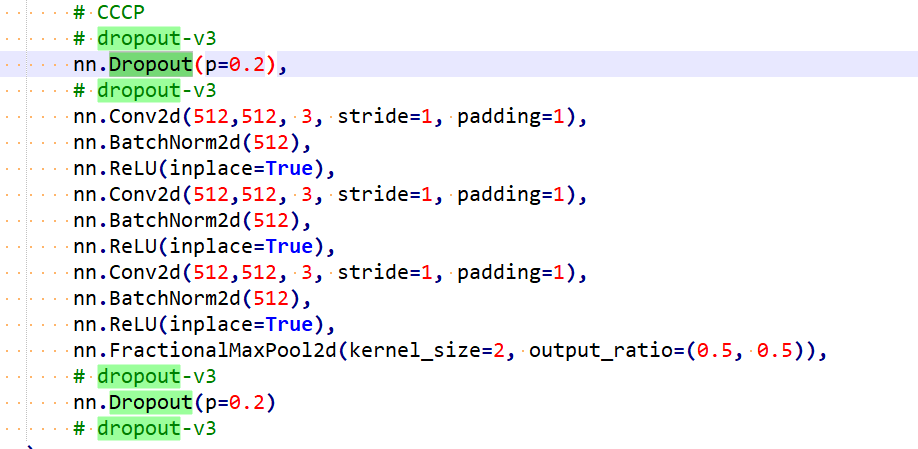 # CCCP
# dropout-v3
nn.Dropout(p=0.2),
# dropout-v3
nn.Conv2d(512,512, 3, stride=1, padding=1),
nn.BatchNorm2d(512),
nn.ReLU(inplace=True),
nn.Conv2d(512,512, 3, stride=1, padding=1),
nn.BatchNorm2d(512),
nn.ReLU(inplace=True),
nn.Conv2d(512,512, 3, stride=1, padding=1),
nn.BatchNorm2d(512),
nn.ReLU(inplace=True),
nn.FractionalMaxPool2d(kernel_size=2, output_ratio=(0.5, 0.5)),
# dropout-v3
nn.Dropout(p=0.2)
# dropout-v3